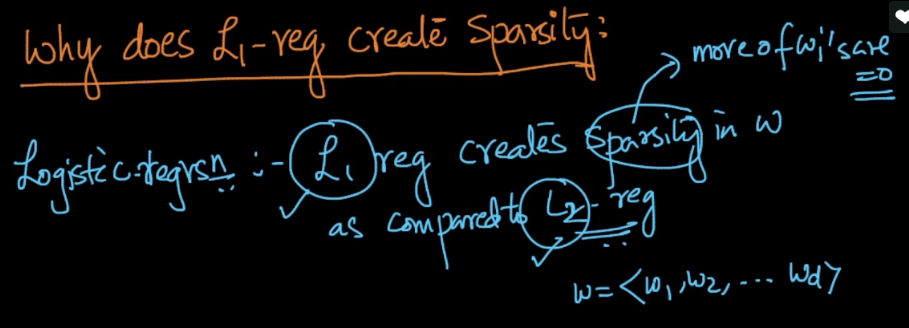 Why does L1-reg create Sparsity:
more of wi's are
=0
Logistic.regrsn :- L1 reg creates Sparsity in w
as compared to L2-reg
w = <w1, w2, ... wd>